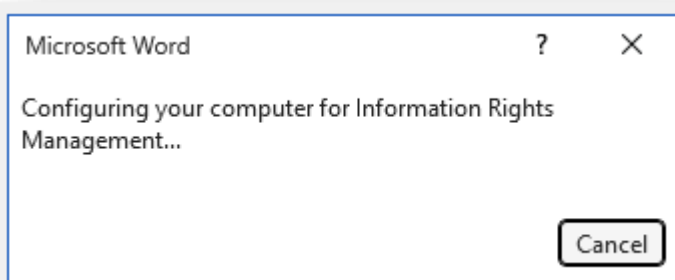 Microsoft Word ?
Configuring your computer for Information Rights
Management...
Cancel